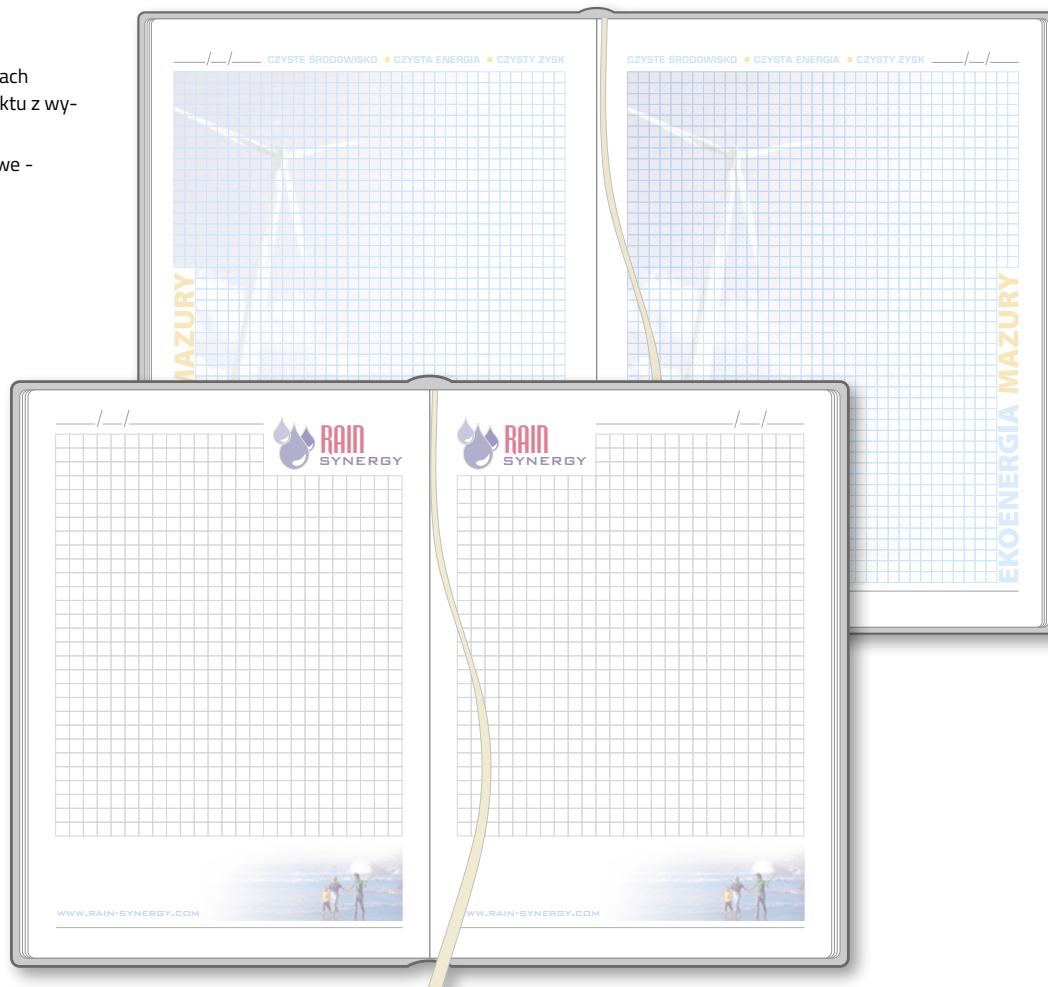 ach
ktu z wy-
we -
CZYSTE ŚRODOWISKO • CZYSTA ENERGIA • CZYSTY ZYSK
CZYSTE ŚRODOWISKO • CZYSTA ENERGIA • CZYSTY ZYSK
MAZURY
EKOENERGIA MAZURY
RAIN
SYNERGY
RAIN
SYNERGY
WWW.RAIN-SYNERGY.COM
WW.RAIN-SYNERGY.COM